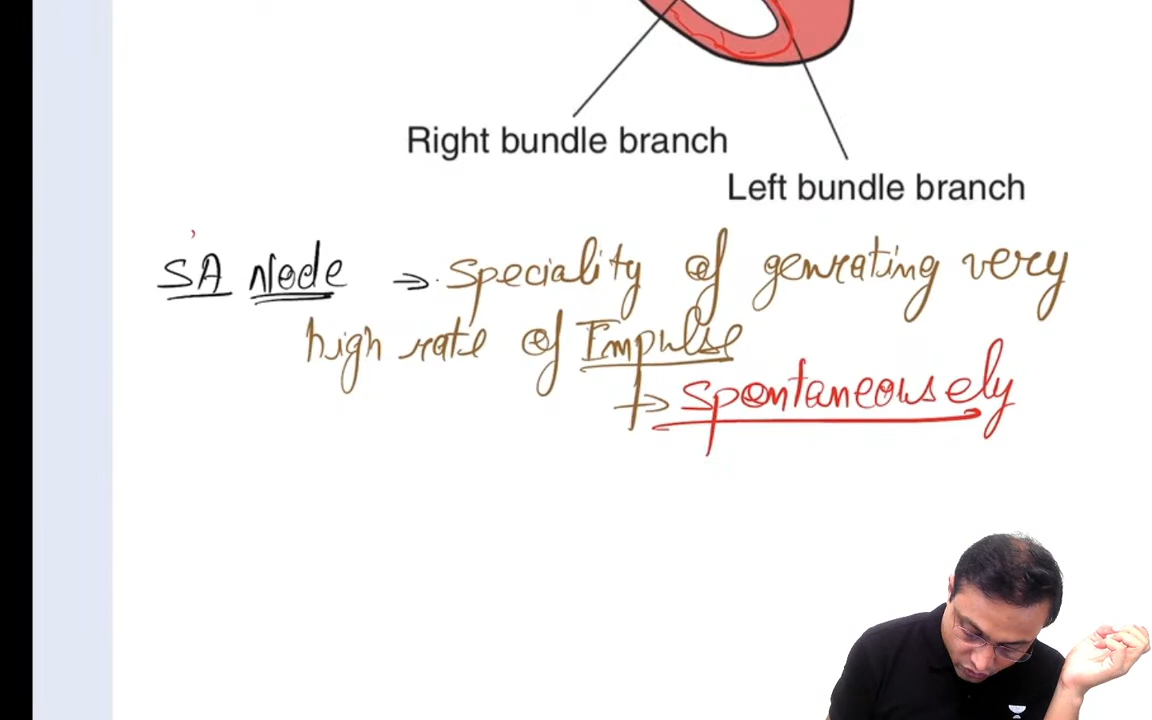 Right bundle branch
Left bundle branch
SA Node → Speciality of genrating very
high rate of Impulse
→ Spontaneousely